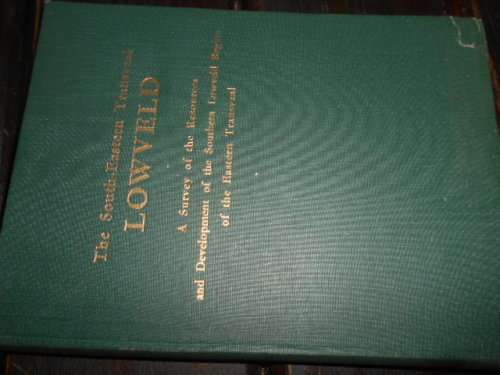 The South-Eastern Transvaal
LOWVELD
A Survey of the Resources
and Development of the Southern Lowveld Region
of the Eastern Transvaal